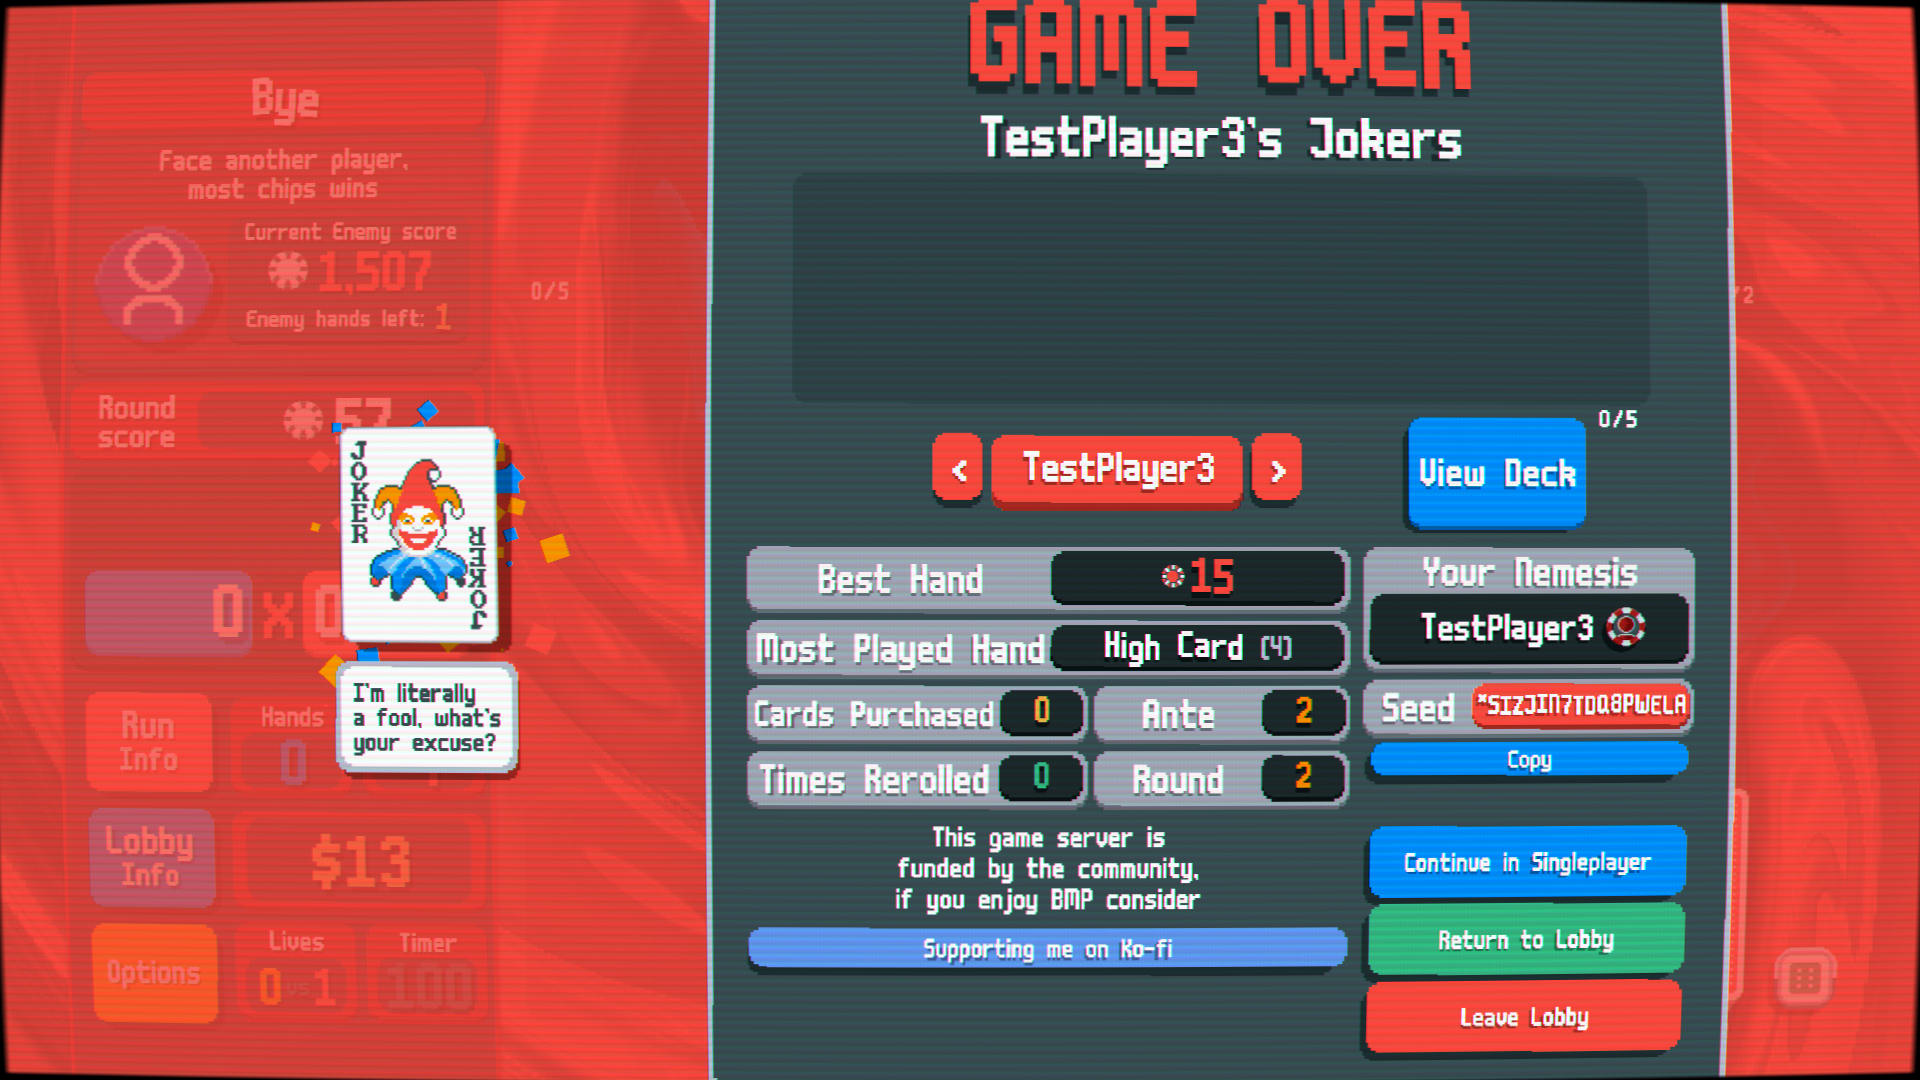 Bye
Face another player,
most chips wins
Current Enemy score
1,507
Enemy hands left: 1
0/5
Round
score
57
JOKER
JOKER
0 X 0
I'm literally
a fool, what's
your excuse?
Run
Info
Hands
0
Lobby
Info
$13
Options
Lives
0 vs 1
Timer
100
GAME OVER
TestPlayer3's Jokers
0/5
< TestPlayer3 >
View Deck
Best Hand 15
Most Played Hand High Card (4)
Cards Purchased 0 Ante 2
Times Rerolled 0 Round 2
Your Nemesis
TestPlayer3
Seed *SIZJIN7TDQ8PWELA
Copy
This game server is
funded by the community,
if you enjoy BMP consider
Supporting me on Ko-fi
Continue in Singleplayer
Return to Lobby
Leave Lobby
/2